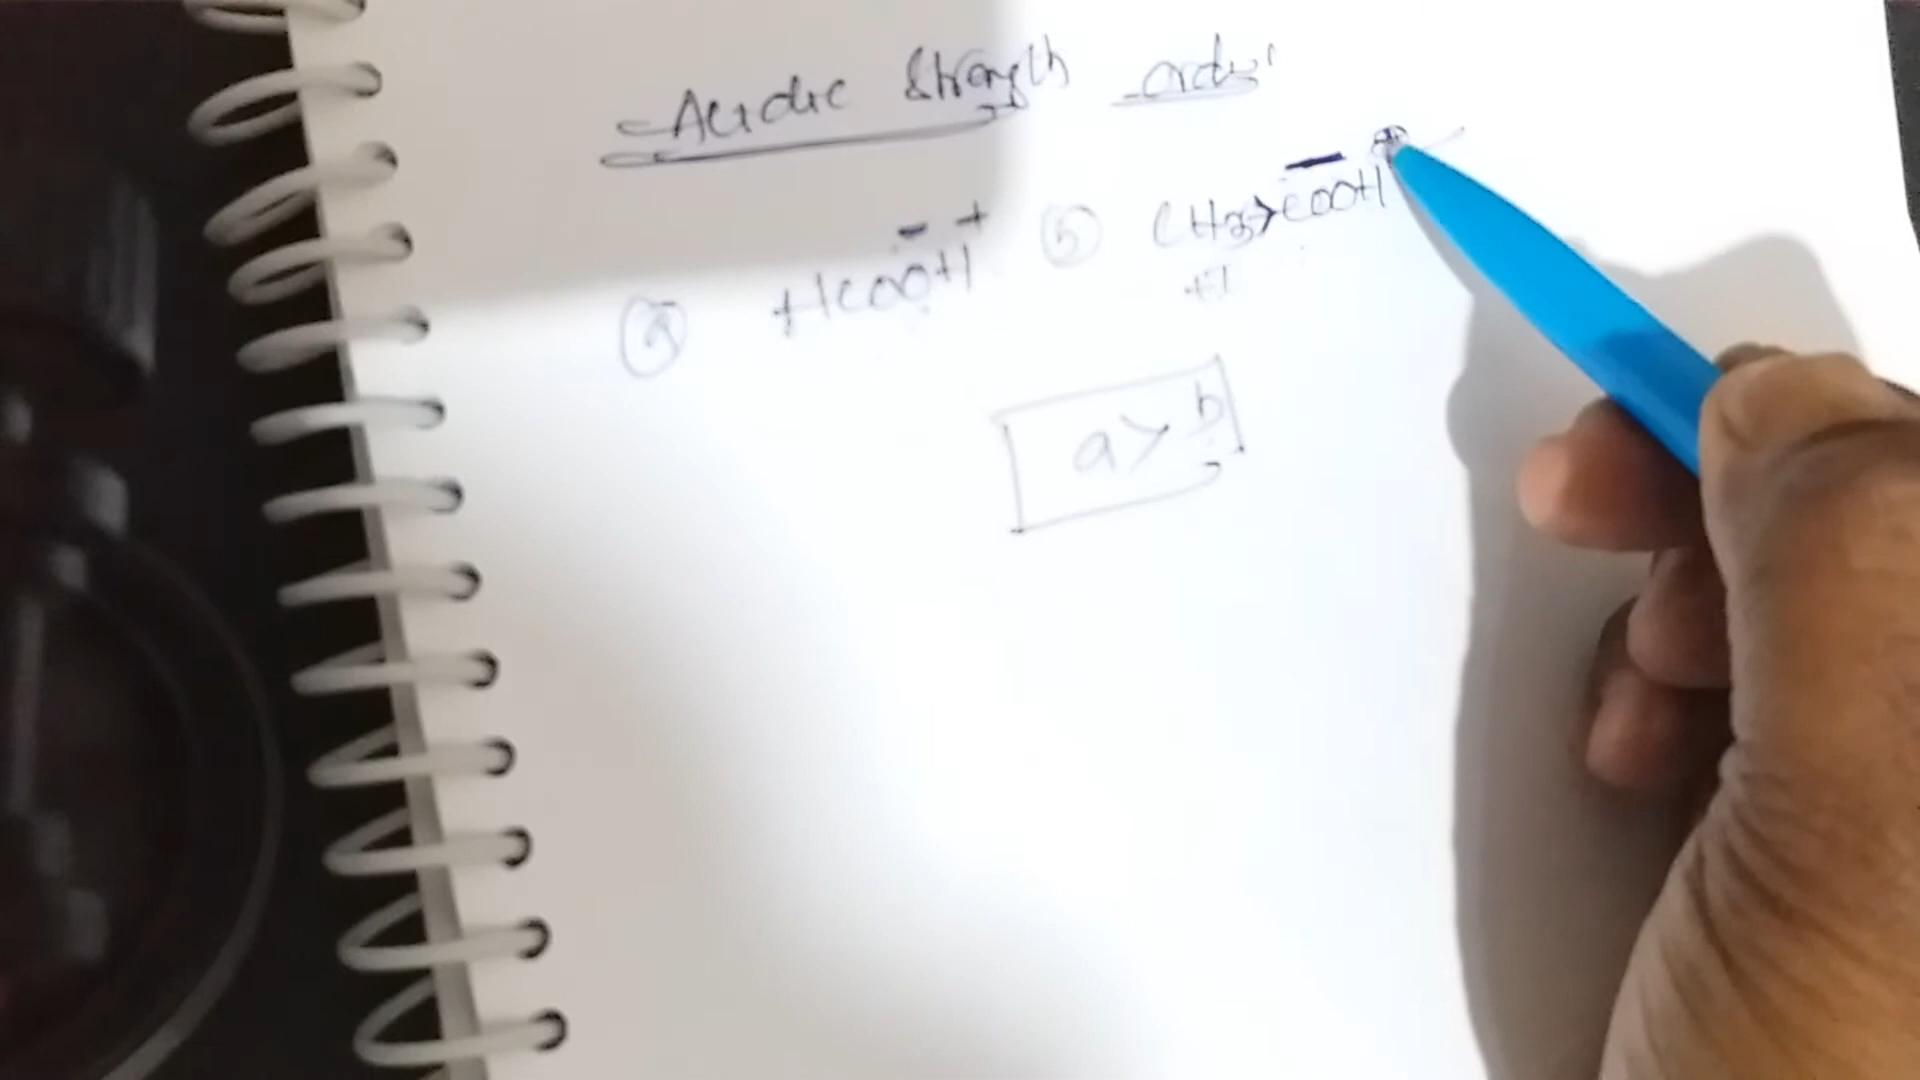 Acidic Strength order
(a) HCOOH - + (b) CH3>COOH - +
+I
a>b